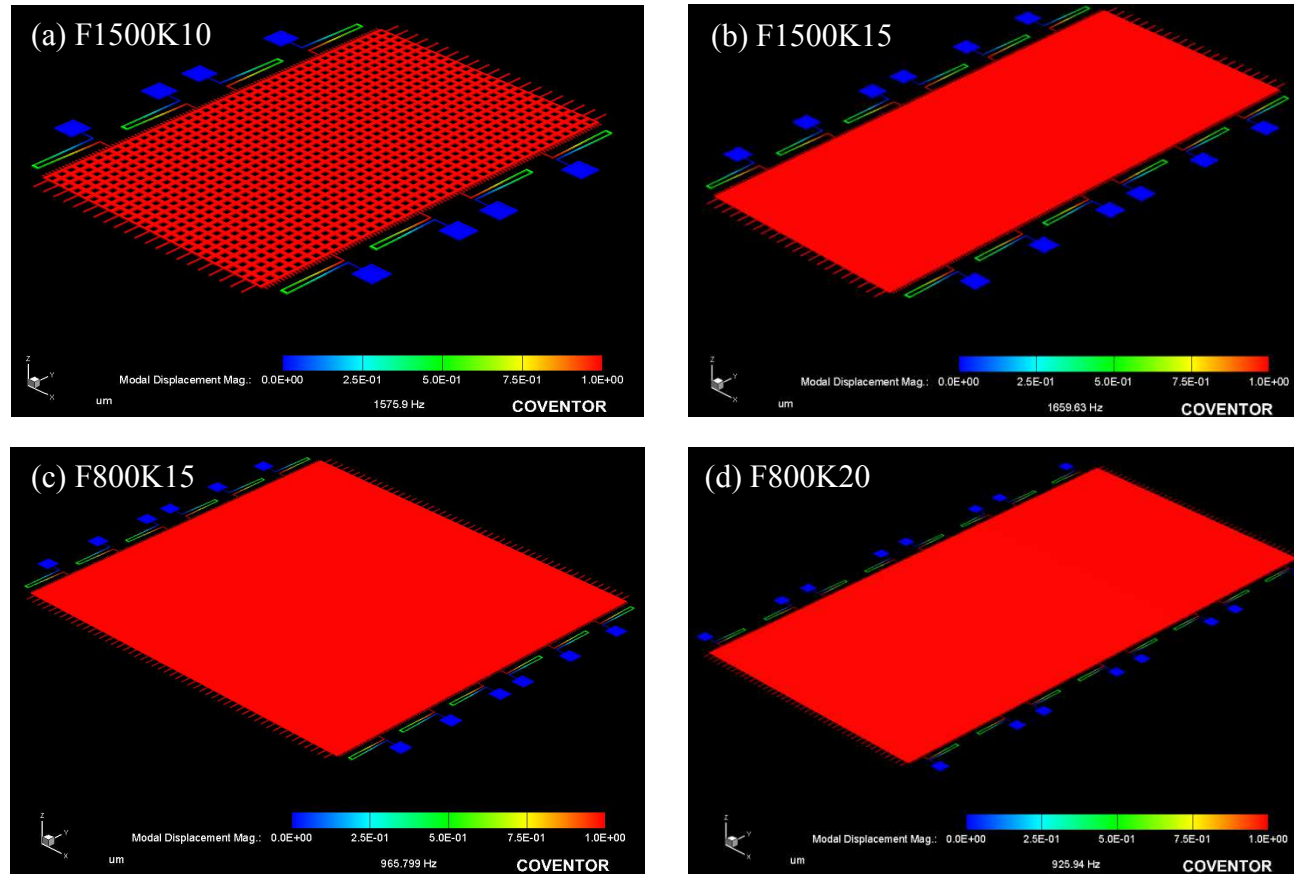 (a) F1500K10
Z
Y
X
Modal Displacement Mag.: 0.0E+00 2.5E-01 5.0E-01 7.5E-01 1.0E+00
um
1575.9 Hz
COVENTOR
(b) F1500K15
Z
Y
X
Modal Displacement Mag.: 0.0E+00 2.5E-01 5.0E-01 7.5E-01 1.0E+00
um
1659.63 Hz
COVENTOR
(c) F800K15
Z
Y
X
Modal Displacement Mag.: 0.0E+00 2.5E-01 5.0E-01 7.5E-01 1.0E+00
um
965.799 Hz
COVENTOR
(d) F800K20
Z
Y
X
Modal Displacement Mag.: 0.0E+00 2.5E-01 5.0E-01 7.5E-01 1.0E+00
um
925.94 Hz
COVENTOR